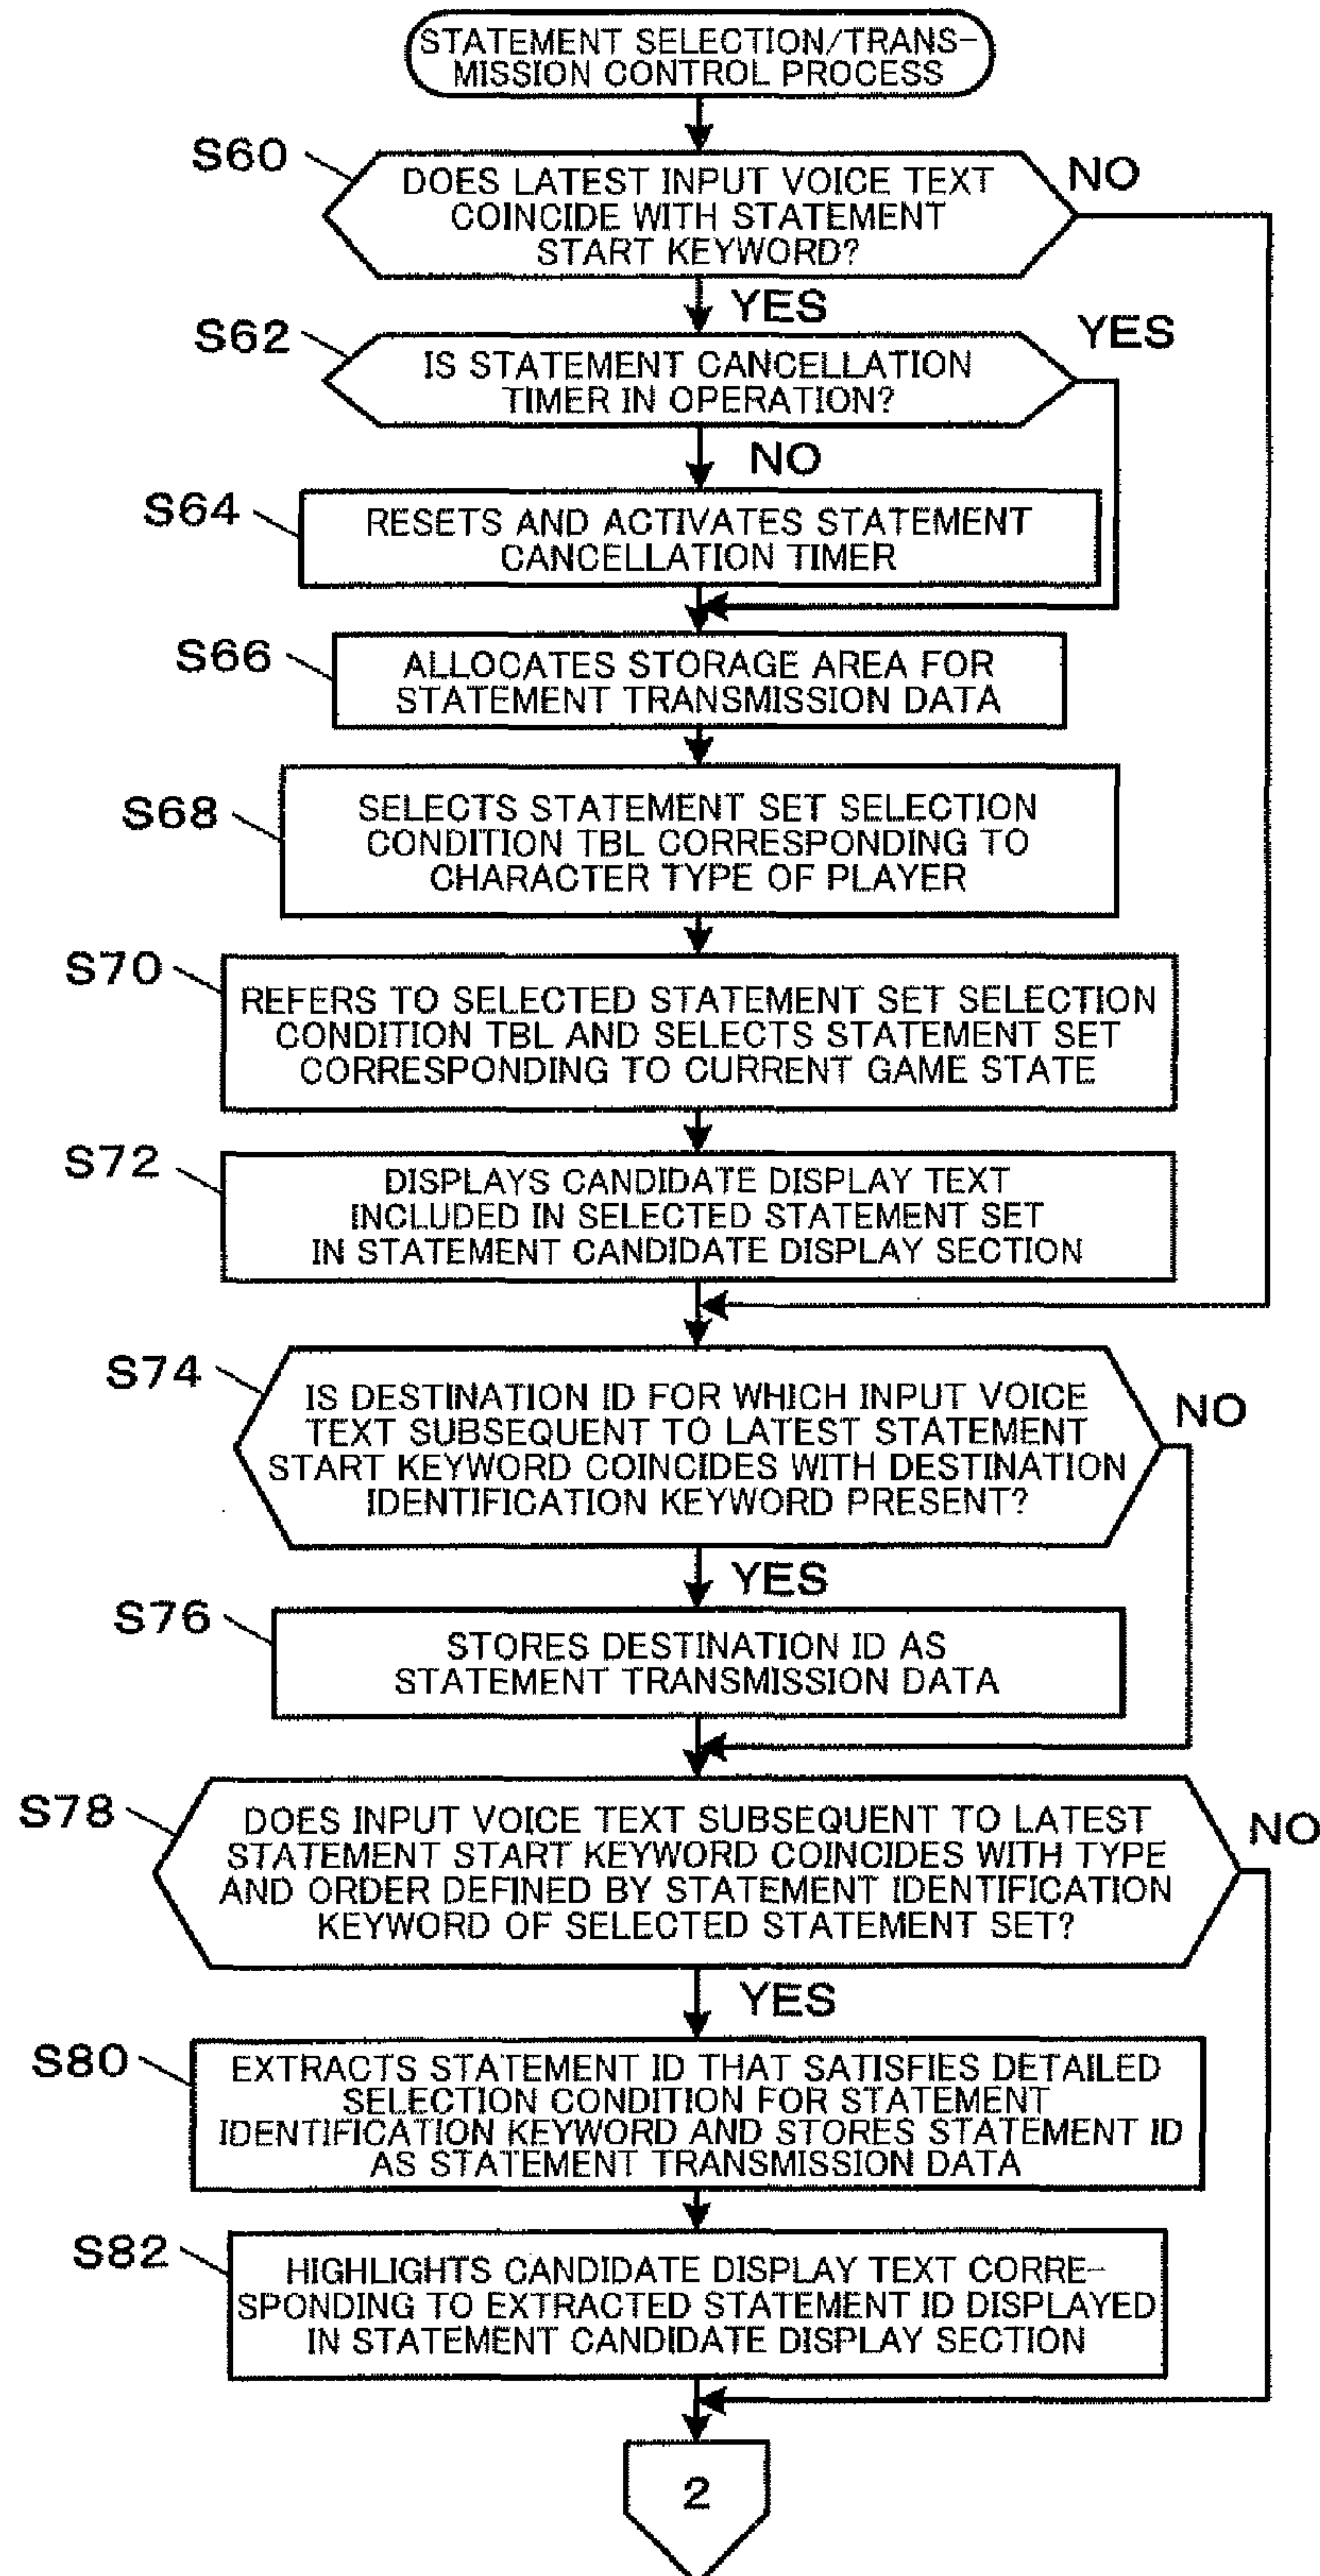 STATEMENT SELECTION/TRANS-
MISSION CONTROL PROCESS
S60
DOES LATEST INPUT VOICE TEXT
COINCIDE WITH STATEMENT
START KEYWORD?
NO
YES
S62
IS STATEMENT CANCELLATION
TIMER IN OPERATION?
YES
NO
S64
RESETS AND ACTIVATES STATEMENT
CANCELLATION TIMER
S66
ALLOCATES STORAGE AREA FOR
STATEMENT TRANSMISSION DATA
S68
SELECTS STATEMENT SET SELECTION
CONDITION TBL CORRESPONDING TO
CHARACTER TYPE OF PLAYER
S70
REFERS TO SELECTED STATEMENT SET SELECTION
CONDITION TBL AND SELECTS STATEMENT SET
CORRESPONDING TO CURRENT GAME STATE
S72
DISPLAYS CANDIDATE DISPLAY TEXT
INCLUDED IN SELECTED STATEMENT SET
IN STATEMENT CANDIDATE DISPLAY SECTION
S74
IS DESTINATION ID FOR WHICH INPUT VOICE
TEXT SUBSEQUENT TO LATEST STATEMENT
START KEYWORD COINCIDES WITH DESTINATION
IDENTIFICATION KEYWORD PRESENT?
NO
YES
S76
STORES DESTINATION ID AS
STATEMENT TRANSMISSION DATA
S78
DOES INPUT VOICE TEXT SUBSEQUENT TO LATEST
STATEMENT START KEYWORD COINCIDES WITH TYPE
AND ORDER DEFINED BY STATEMENT IDENTIFICATION
KEYWORD OF SELECTED STATEMENT SET?
NO
YES
S80
EXTRACTS STATEMENT ID THAT SATISFIES DETAILED
SELECTION CONDITION FOR STATEMENT
IDENTIFICATION KEYWORD AND STORES STATEMENT ID
AS STATEMENT TRANSMISSION DATA
S82
HIGHLIGHTS CANDIDATE DISPLAY TEXT CORRE-
SPONDING TO EXTRACTED STATEMENT ID DISPLAYED
IN STATEMENT CANDIDATE DISPLAY SECTION
2